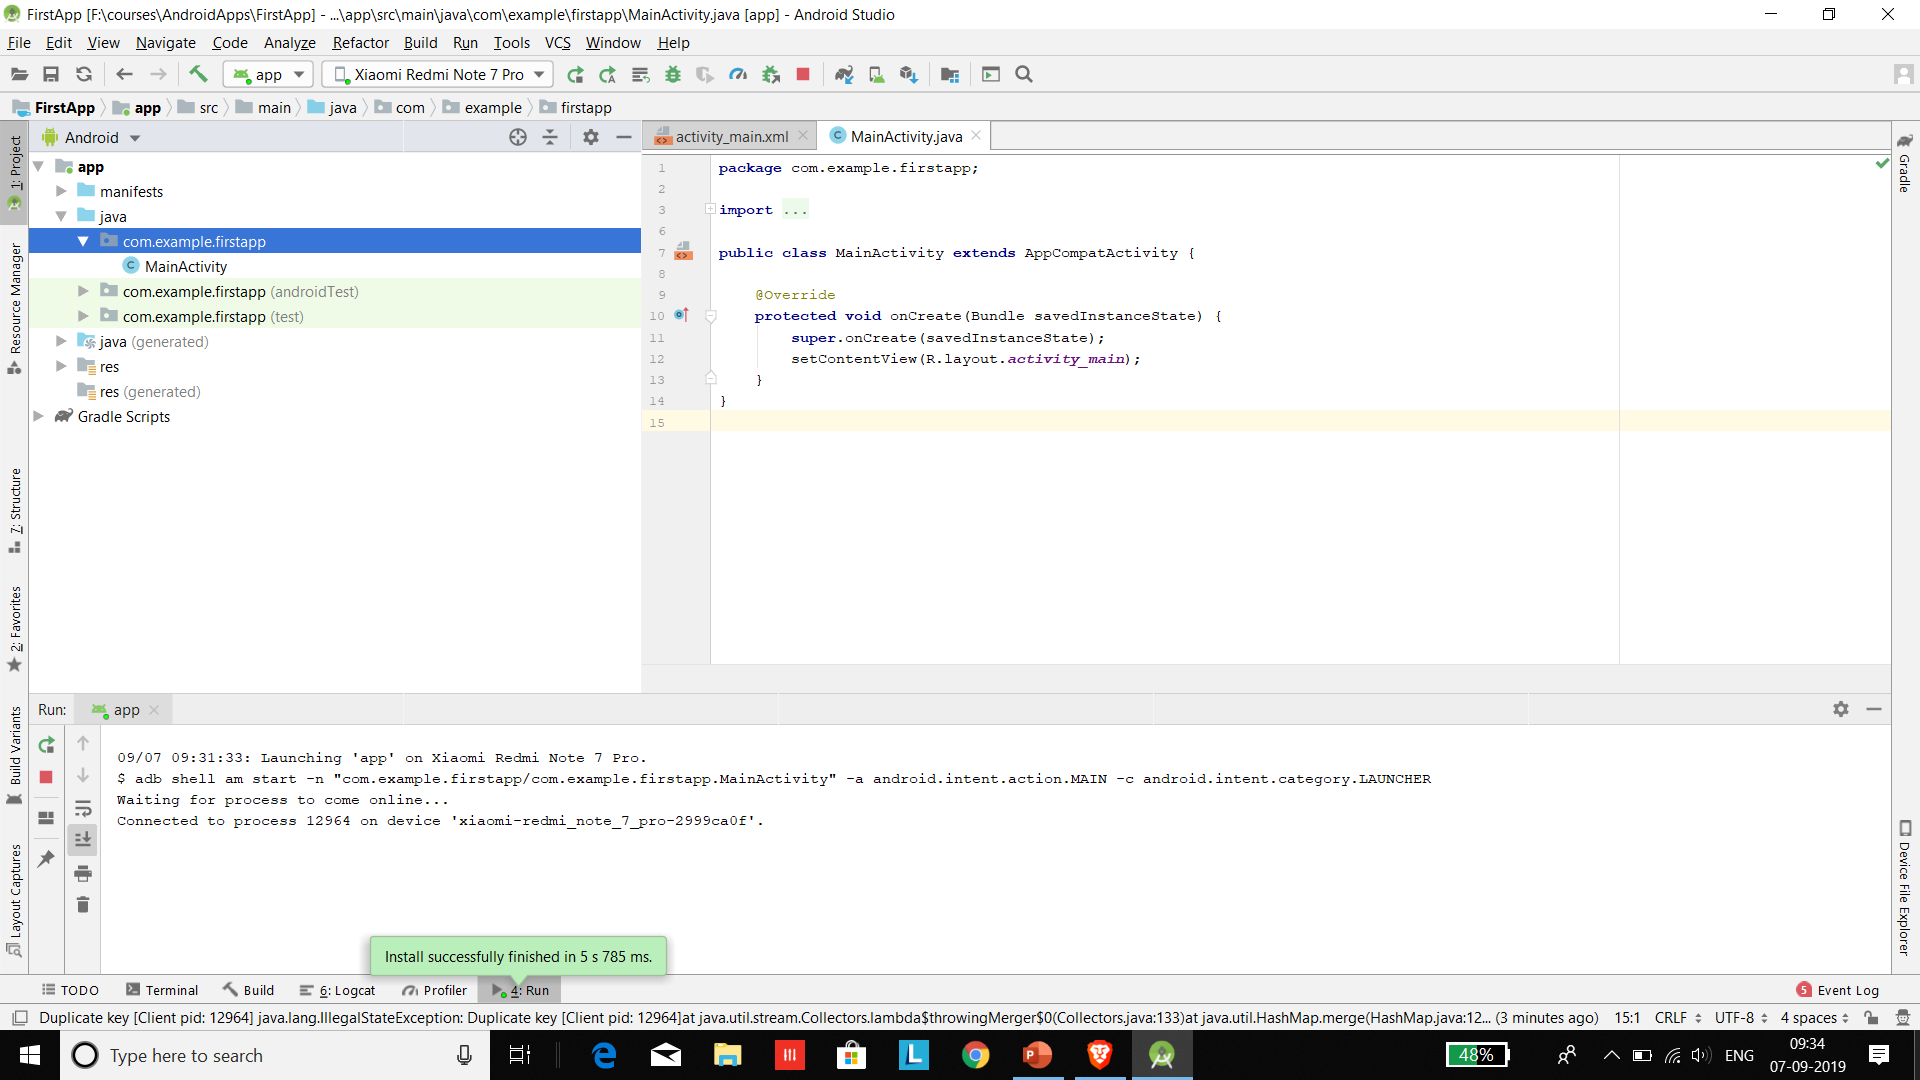 FirstApp [F:\courses\AndroidApps\FirstApp] - ...\app\src\main\java\com\example\firstapp\MainActivity.java [app] - Android Studio
File Edit View Navigate Code Analyze Refactor Build Run Tools VCS Window Help
app Xiaomi Redmi Note 7 Pro
FirstApp app src main java com example firstapp
1: Project
Resource Manager
7: Structure
2: Favorites
Build Variants
Layout Captures
Android
app
manifests
java
com.example.firstapp
MainActivity
com.example.firstapp (androidTest)
com.example.firstapp (test)
java (generated)
res
res (generated)
Gradle Scripts
activity_main.xml MainActivity.java
1 package com.example.firstapp;
2
3 import ...
6
7 public class MainActivity extends AppCompatActivity {
8
9 @Override
10 protected void onCreate(Bundle savedInstanceState) {
11 super.onCreate(savedInstanceState);
12 setContentView(R.layout.activity_main);
13 }
14 }
15
Gradle
Device File Explorer
Run: app
09/07 09:31:33: Launching 'app' on Xiaomi Redmi Note 7 Pro.
$ adb shell am start -n "com.example.firstapp/com.example.firstapp.MainActivity" -a android.intent.action.MAIN -c android.intent.category.LAUNCHER
Waiting for process to come online...
Connected to process 12964 on device 'xiaomi-redmi_note_7_pro-2999ca0f'.
Install successfully finished in 5 s 785 ms.
TODO Terminal Build 6: Logcat Profiler 4: Run 5 Event Log
Duplicate key [Client pid: 12964] java.lang.IllegalStateException: Duplicate key [Client pid: 12964]at java.util.stream.Collectors.lambda$throwingMerger$0(Collectors.java:133)at java.util.HashMap.merge(HashMap.java:12... (3 minutes ago) 15:1 CRLF UTF-8 4 spaces
Type here to search
48%
ENG
09:34
07-09-2019